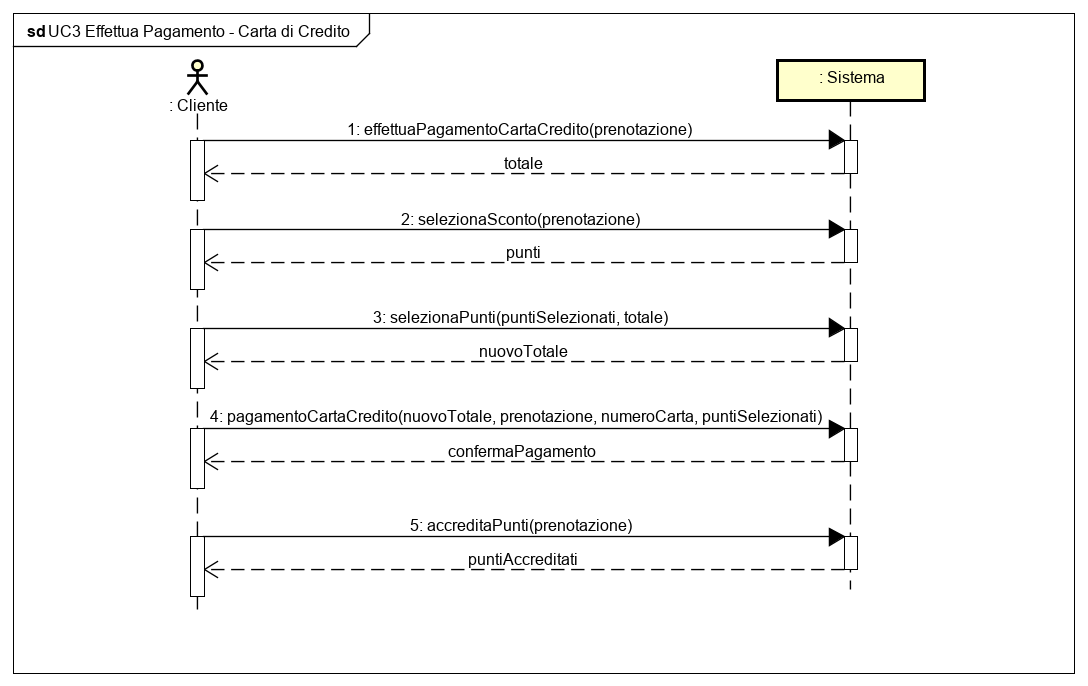 sd UC3 Effettua Pagamento - Carta di Credito
: Cliente
: Sistema
1: effettuaPagamentoCartaCredito(prenotazione)
totale
2: selezionaSconto(prenotazione)
punti
3: selezionaPunti(puntiSelezionati, totale)
nuovoTotale
4: pagamentoCartaCredito(nuovoTotale, prenotazione, numeroCarta, puntiSelezionati)
confermaPagamento
5: accreditaPunti(prenotazione)
puntiAccreditati